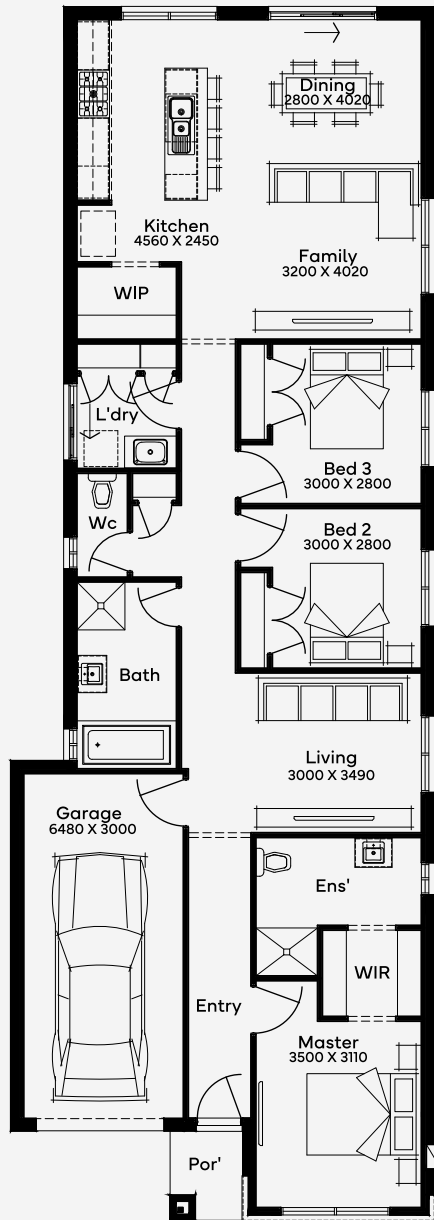 Dining
2800 X 4020
Kitchen
4560 X 2450
Family
3200 X 4020
WIP
L'dry
Bed 3
3000 X 2800
Wc
Bed 2
3000 X 2800
Bath
Living
3000 X 3490
Garage
6480 X 3000
Ens'
WIR
Entry
Master
3500 X 3110
Por'